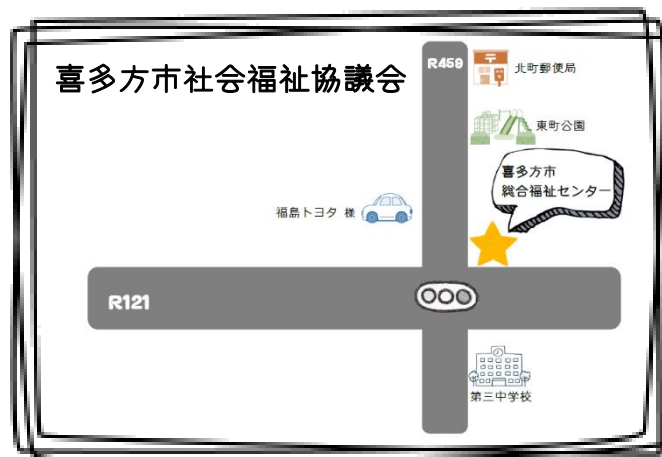 喜多方市社会福祉協議会
R459
〒
北町郵便局
東町公園
喜多方市
総合福祉センター
福島トヨタ 様
R121
第三中学校